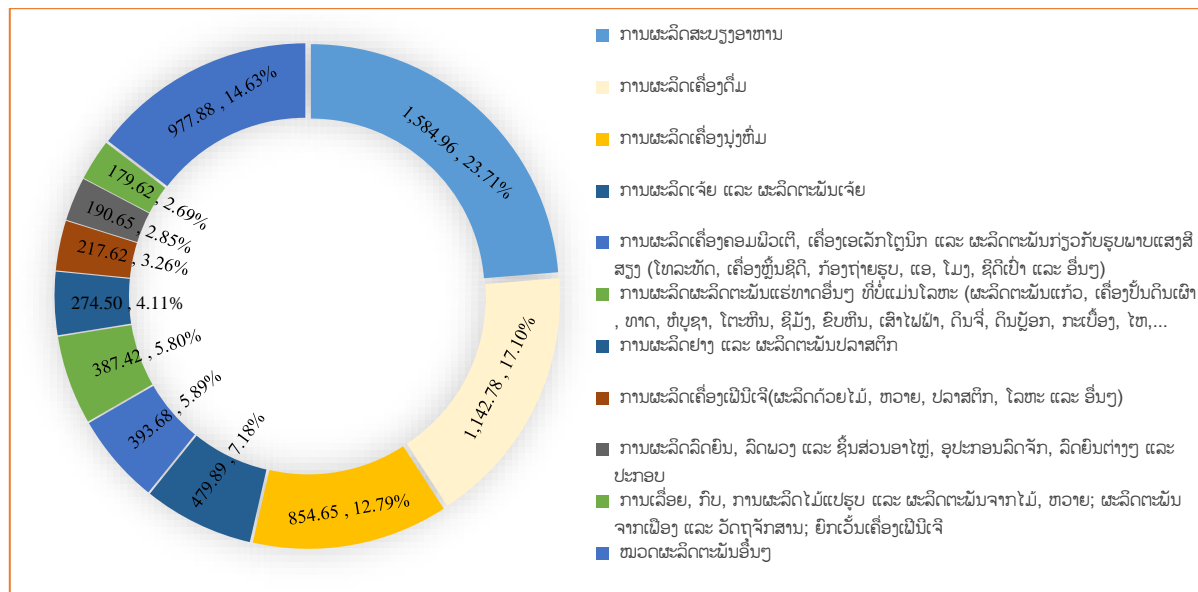 977.88 , 14.63%
1,584.96 , 23.71%
179.62 , 2.69%
190.65 , 2.85%
217.62 , 3.26%
274.50 , 4.11%
387.42 , 5.80%
393.68 , 5.89%
479.89 , 7.18%
854.65 , 12.79%
1,142.78 , 17.10%
ການຜະລິດສະບຽງອາຫານ
ການຜະລິດເຄື່ອງດື່ມ
ການຜະລິດເຄື່ອງນຸ່ງຫົ່ມ
ການຜະລິດເຈ້ຍ ແລະ ຜະລິດຕະພັນເຈ້ຍ
ການຜະລິດເຄື່ອງຄອມພິວເຕີ, ເຄື່ອງເອເລັກໂຕຼນິກ ແລະ ຜະລິດຕະພັນກ່ຽວກັບຮູບພາບແສງສີ
ສຽງ (ໂທລະທັດ, ເຄື່ອງຫຼິ້ນຊີດີ, ກ້ອງຖ່າຍຮູບ, ແອ, ໂມງ, ຊີດີເປົ່າ ແລະ ອື່ນໆ)
ການຜະລິດຜະລິດຕະພັນແຮ່ທາດອື່ນໆ ທີ່ບໍ່ແມ່ນໂລຫະ (ຜະລິດຕະພັນແກ້ວ, ເຄື່ອງປັ້ນດິນເຜົາ
, ທາດ, ຫໍບູຊາ, ໂຕະຫີນ, ຊີມັງ, ຂົບຫີນ, ເສົາໄຟຟ້າ, ດິນຈີ່, ດິນບຼັອກ, ກະເບື້ອງ, ໄຫ,...
ການຜະລິດຢາງ ແລະ ຜະລິດຕະພັນປລາສຕິກ
ການຜະລິດເຄື່ອງເຟີນີເຈີ(ຜະລິດດ້ວຍໄມ້, ຫວາຍ, ປລາສຕິກ, ໂລຫະ ແລະ ອື່ນໆ)
ການຜະລິດລົດຍົນ, ລົດພວງ ແລະ ຊິ້ນສ່ວນອາໄຫຼ່, ອຸປະກອນລົດຈັກ, ລົດຍົນຕ່າງໆ ແລະ
ປະກອບ
ການເລື່ອຍ, ກົບ, ການຜະລິດໄມ້ແປຮູບ ແລະ ຜະລິດຕະພັນຈາກໄມ້, ຫວາຍ; ຜະລິດຕະພັນ
ຈາກເຟືອງ ແລະ ວັດຖຸຈັກສານ; ຍົກເວັ້ນເຄື່ອງເຟີນີເຈີ
ໝວດຜະລິດຕະພັນອື່ນໆ